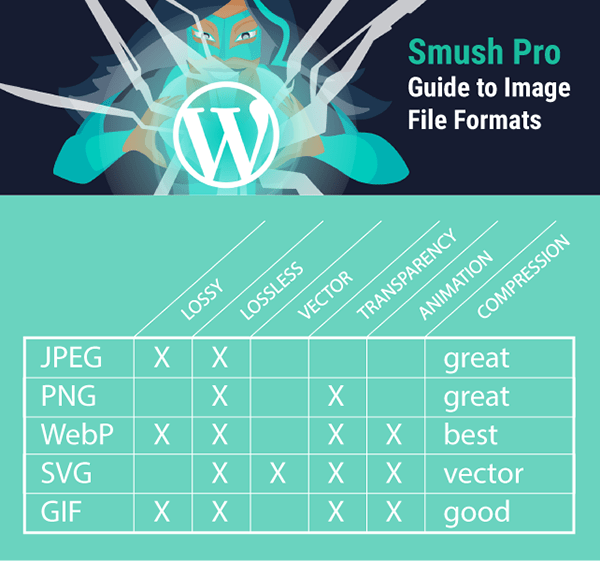 Smush Pro
Guide to Image
File Formats
W
LOSSY
LOSSLESS
VECTOR
TRANSPARENCY
ANIMATION
COMPRESSION
JPEG X X great
PNG X X great
WebP X X X X best
SVG X X X X vector
GIF X X X X good